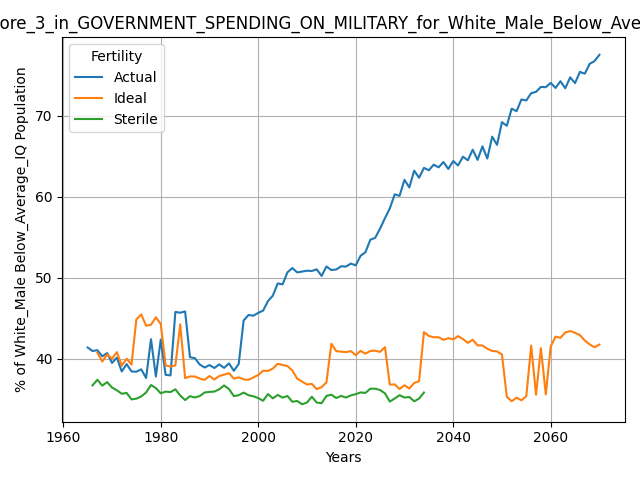 ore_3_in_GOVERNMENT_SPENDING_ON_MILITARY_for_White_Male_Below_Ave
Fertility
Actual
Ideal
Sterile
% of White_Male Below_Average_IQ Population
70
60
50
40
1960
1980
2000
2020
2040
2060
Years